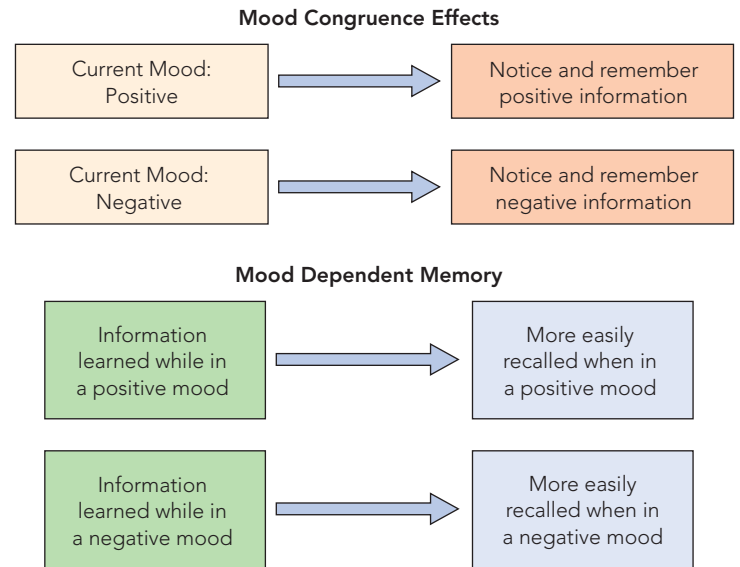 Mood Congruence Effects
Current Mood:
Positive
Notice and remember
positive information
Current Mood:
Negative
Notice and remember
negative information
Mood Dependent Memory
Information
learned while in
a positive mood
More easily
recalled when in
a positive mood
Information
learned while in
a negative mood
More easily
recalled when in
a negative mood